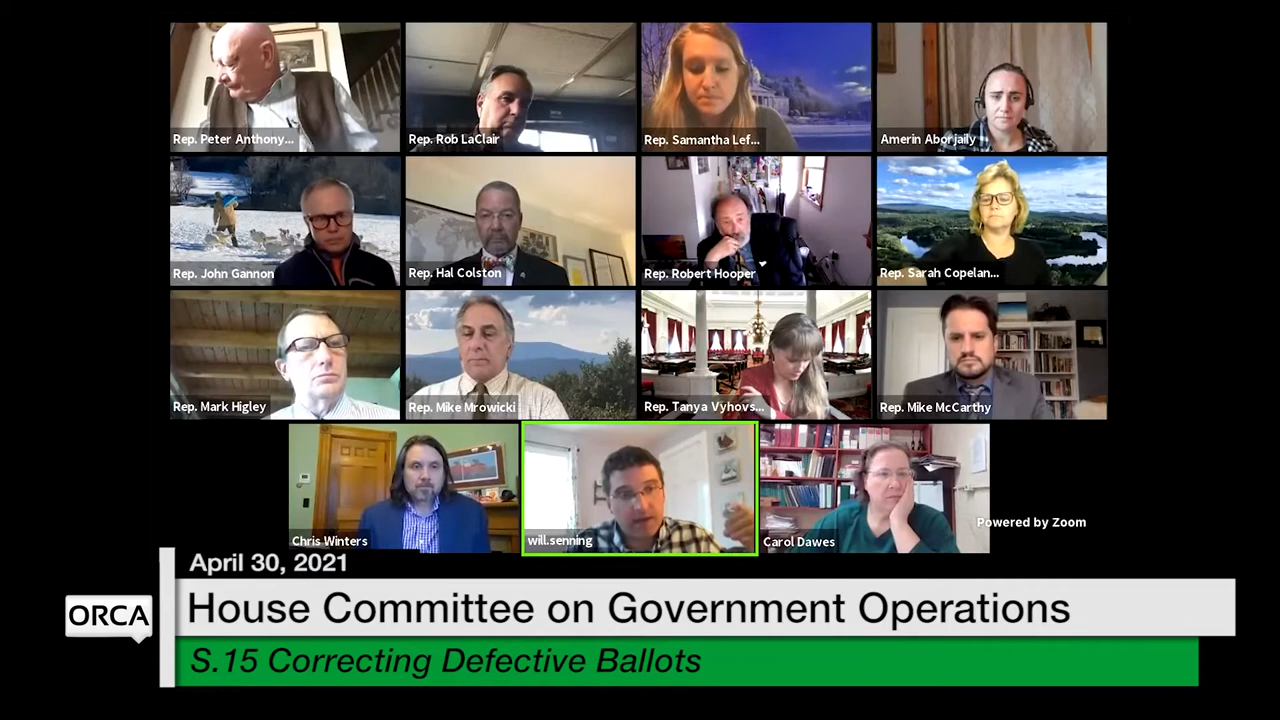 Rep. Peter Anthony...
Rep. Rob LaClair
Rep. Samantha Lef...
Amerin Aborjaily
Rep. John Gannon
Rep. Hal Colston
Rep. Robert Hooper
Rep. Sarah Copelan...
Rep. Mark Higley
Rep. Mike Mrowicki
Rep. Tanya Vyhovs...
Rep. Mike McCarthy
Chris Winters
will.senning
Carol Dawes
Powered by Zoom
April 30, 2021
ORCA
House Committee on Government Operations
S.15 Correcting Defective Ballots